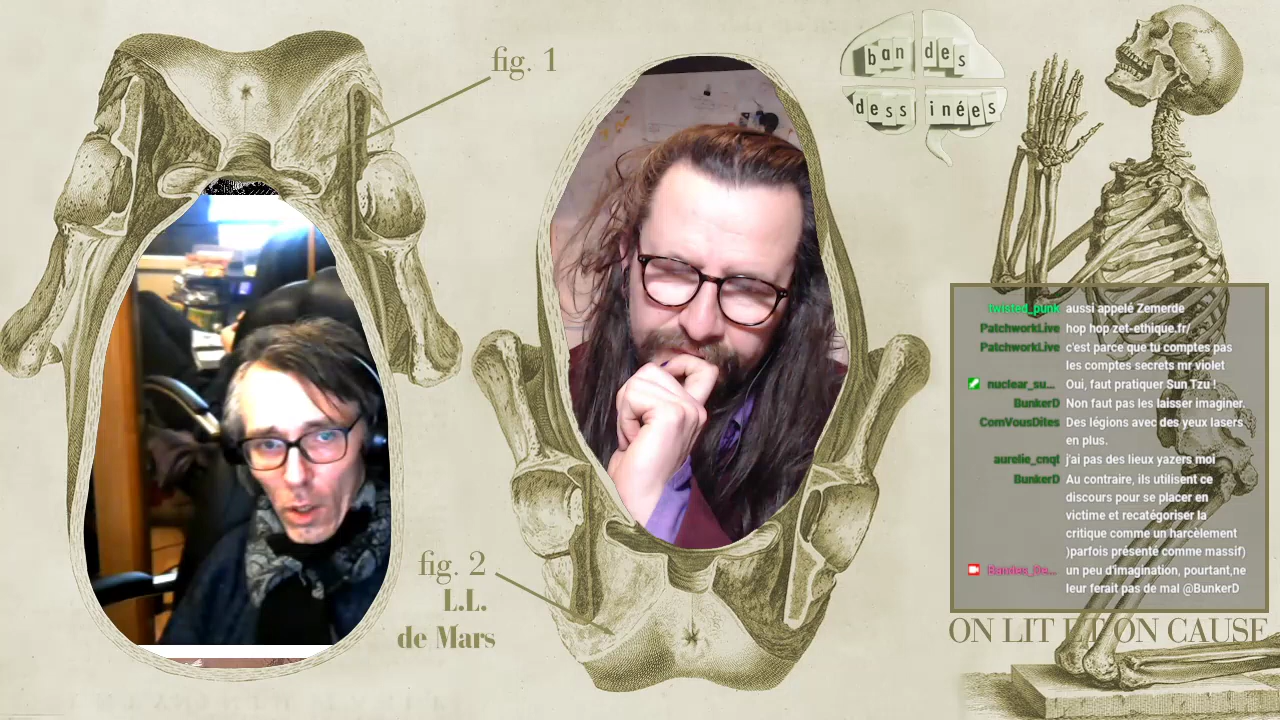 fig. 1
ban des
dess inées
twisted_punk aussi appelé Zemerde
PatchworkLive hop hop zet-ethique.fr/
PatchworkLive c'est parce que tu comptes pas
les comptes secrets mr violet
nuclear_su... Oui, faut pratiquer Sun Tzu !
BunkerD Non faut pas les laisser imaginer.
ComVousDites Des légions avec des yeux lasers
en plus.
aurelie_cnqt j'ai pas des lieux yazers moi
BunkerD Au contraire, ils utilisent ce
discours pour se placer en
victime et recatégoriser la
critique comme un harcèlement
)parfois présenté comme massif)
Bandes_De... un peu d'imagination, pourtant,ne
leur ferait pas de mal @BunkerD
fig. 2
L.L.
de Mars
ON LIT ET ON CAUSE